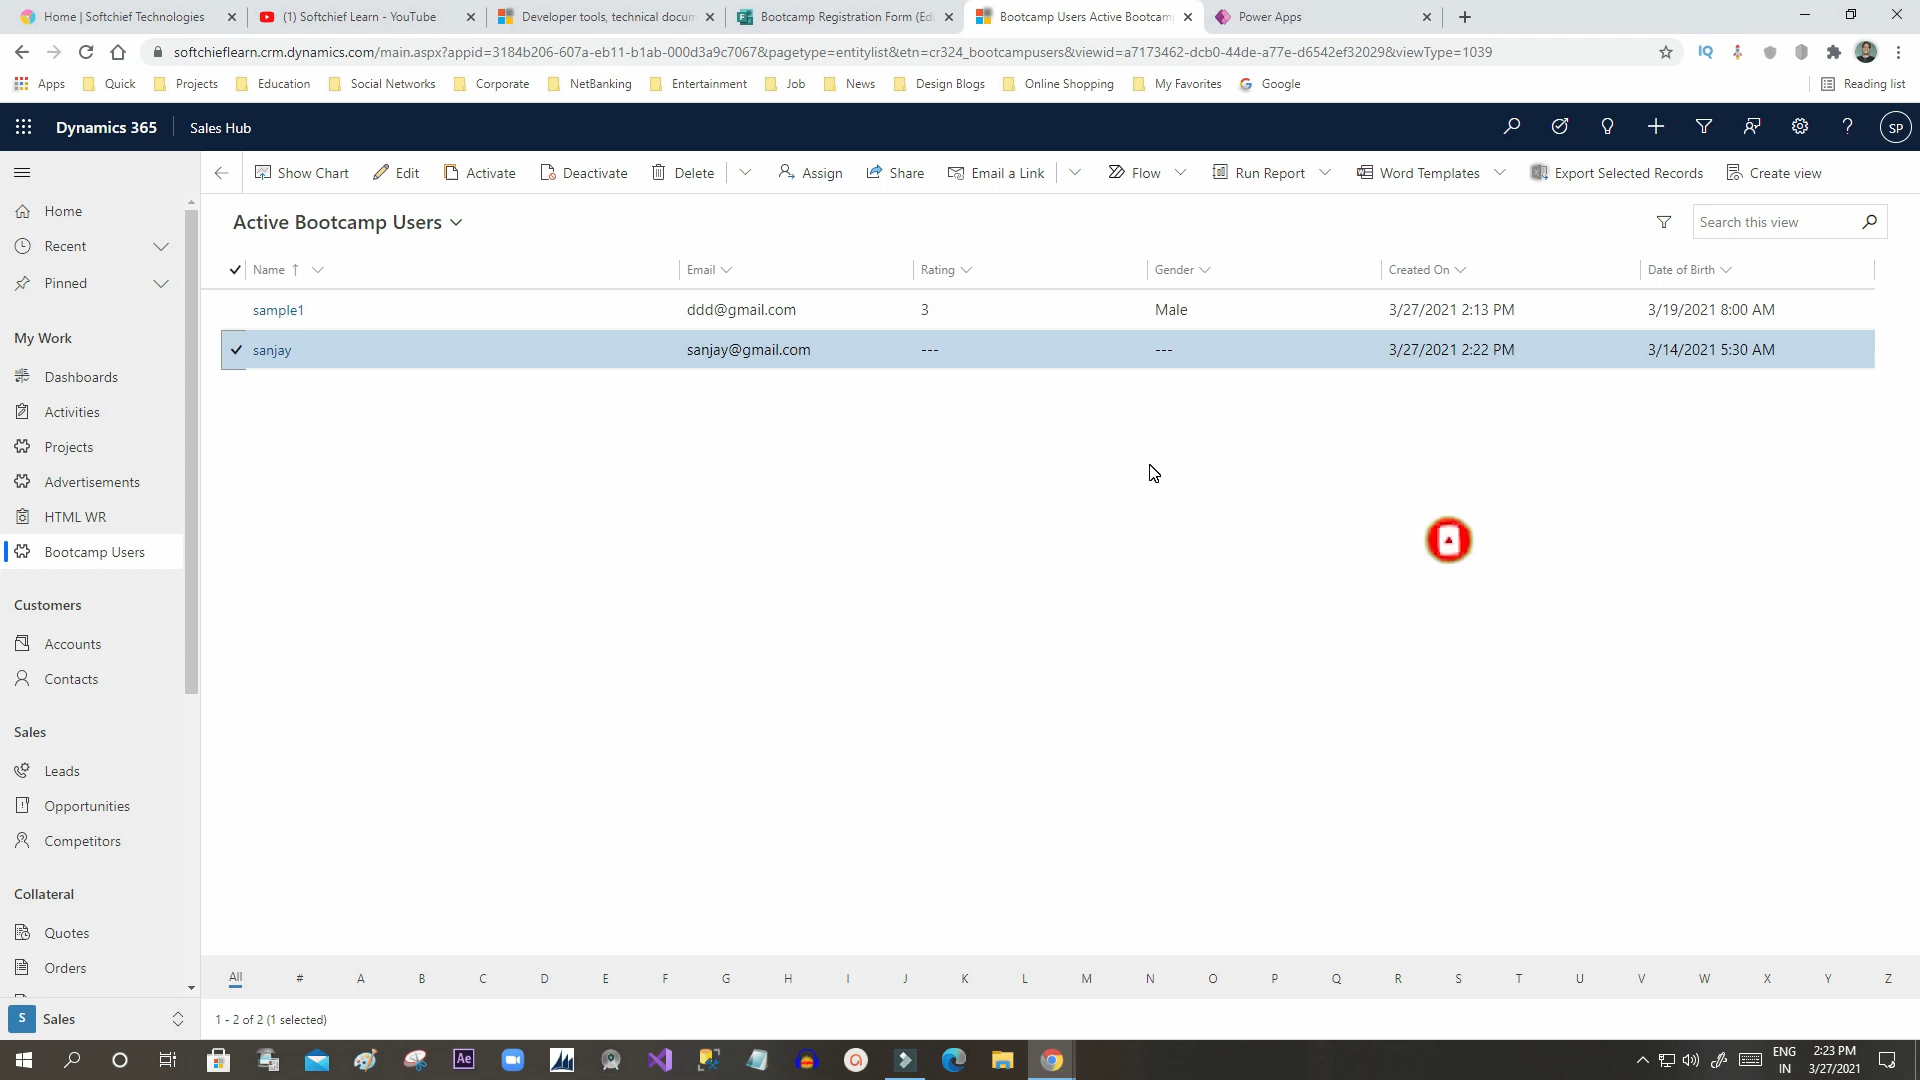 Home | Softchief Technologies
(1) Softchief Learn - YouTube
Developer tools, technical docum
Bootcamp Registration Form (Edi
Bootcamp Users Active Bootcam
Power Apps
softchieflearn.crm.dynamics.com/main.aspx?appid=3184b206-607a-eb11-b1ab-000d3a9c7067&pagetype=entitylist&etn=cr324_bootcampusers&viewid=a7173462-dcb0-44de-a77e-d6542ef32029&viewType=1039
IQ
Apps Quick Projects Education Social Networks Corporate NetBanking Entertainment Job News Design Blogs Online Shopping My Favorites Google Reading list
Dynamics 365 Sales Hub SP
Show Chart Edit Activate Deactivate Delete Assign Share Email a Link Flow Run Report Word Templates Export Selected Records Create view
Home
Recent
Pinned
My Work
Dashboards
Activities
Projects
Advertisements
HTML WR
Bootcamp Users
Customers
Accounts
Contacts
Sales
Leads
Opportunities
Competitors
Collateral
Quotes
Orders
S Sales
Active Bootcamp Users
Search this view
Name Email Rating Gender Created On Date of Birth
sample1 ddd@gmail.com 3 Male 3/27/2021 2:13 PM 3/19/2021 8:00 AM
sanjay sanjay@gmail.com --- --- 3/27/2021 2:22 PM 3/14/2021 5:30 AM
All # A B C D E F G H I J K L M N O P Q R S T U V W X Y Z
1 - 2 of 2 (1 selected)
Ae
ENG
IN
2:23 PM
3/27/2021